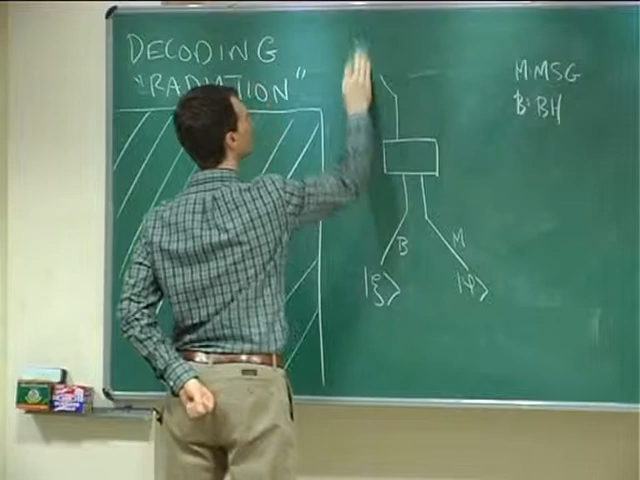 DECODING
"RADIATION"
M: MSG
B: BH
B
M
|ξ⟩
|φ⟩